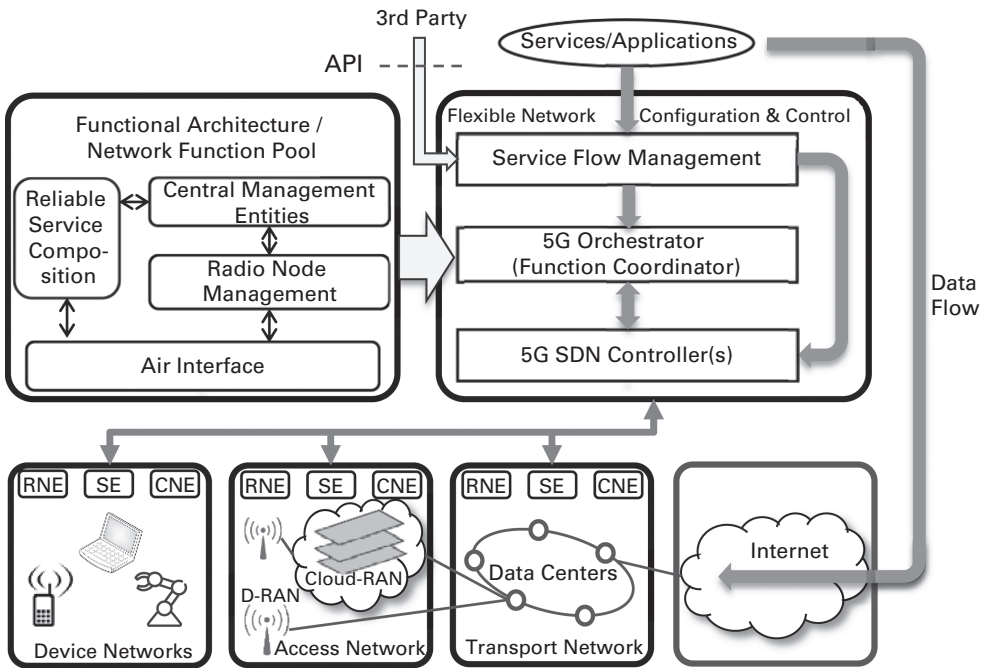 3rd Party
API
Services/Applications
Functional Architecture /
Network Function Pool
Reliable
Service
Compo-
sition
Central Management
Entities
Radio Node
Management
Air Interface
Flexible Network Configuration & Control
Service Flow Management
5G Orchestrator
(Function Coordinator)
5G SDN Controller(s)
Data
Flow
RNE SE CNE
Device Networks
RNE SE CNE
Cloud-RAN
D-RAN
Access Network
RNE SE CNE
Data Centers
Transport Network
Internet